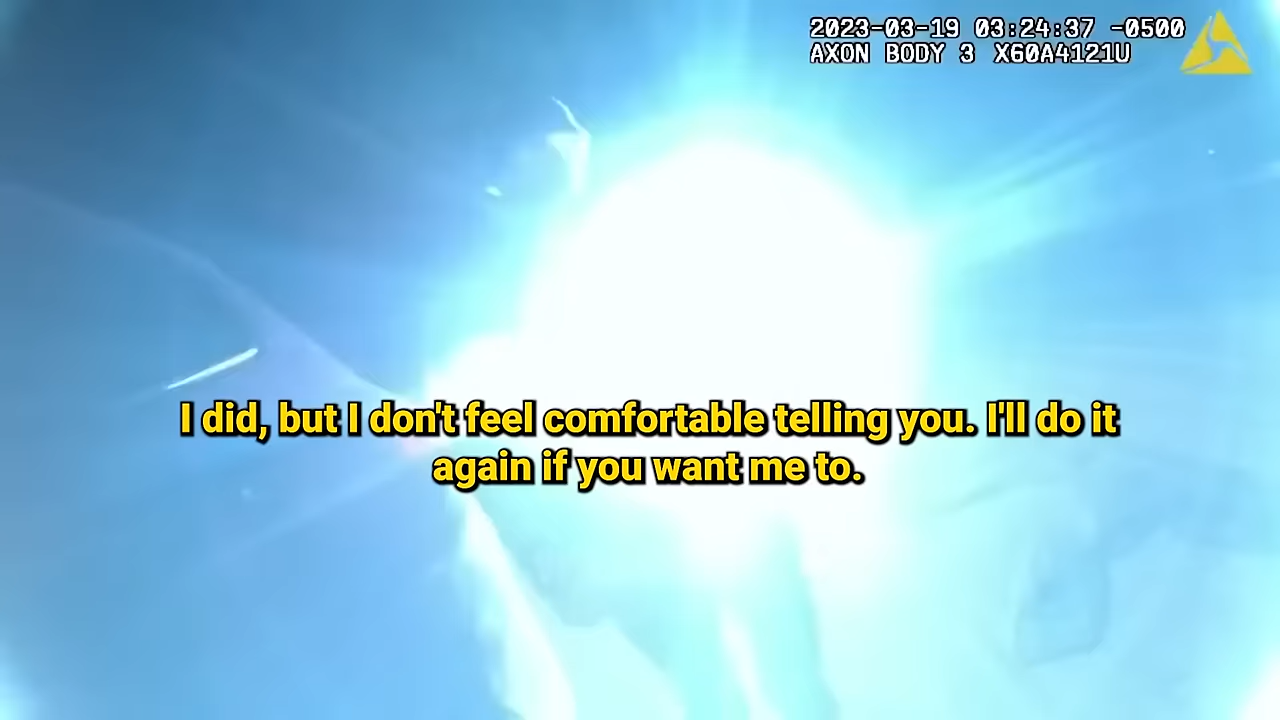 2023-03-19 03:24:37 -0500
AXON BODY 3 X60A4121U
I did, but I don't feel comfortable telling you. I'll do it
again if you want me to.